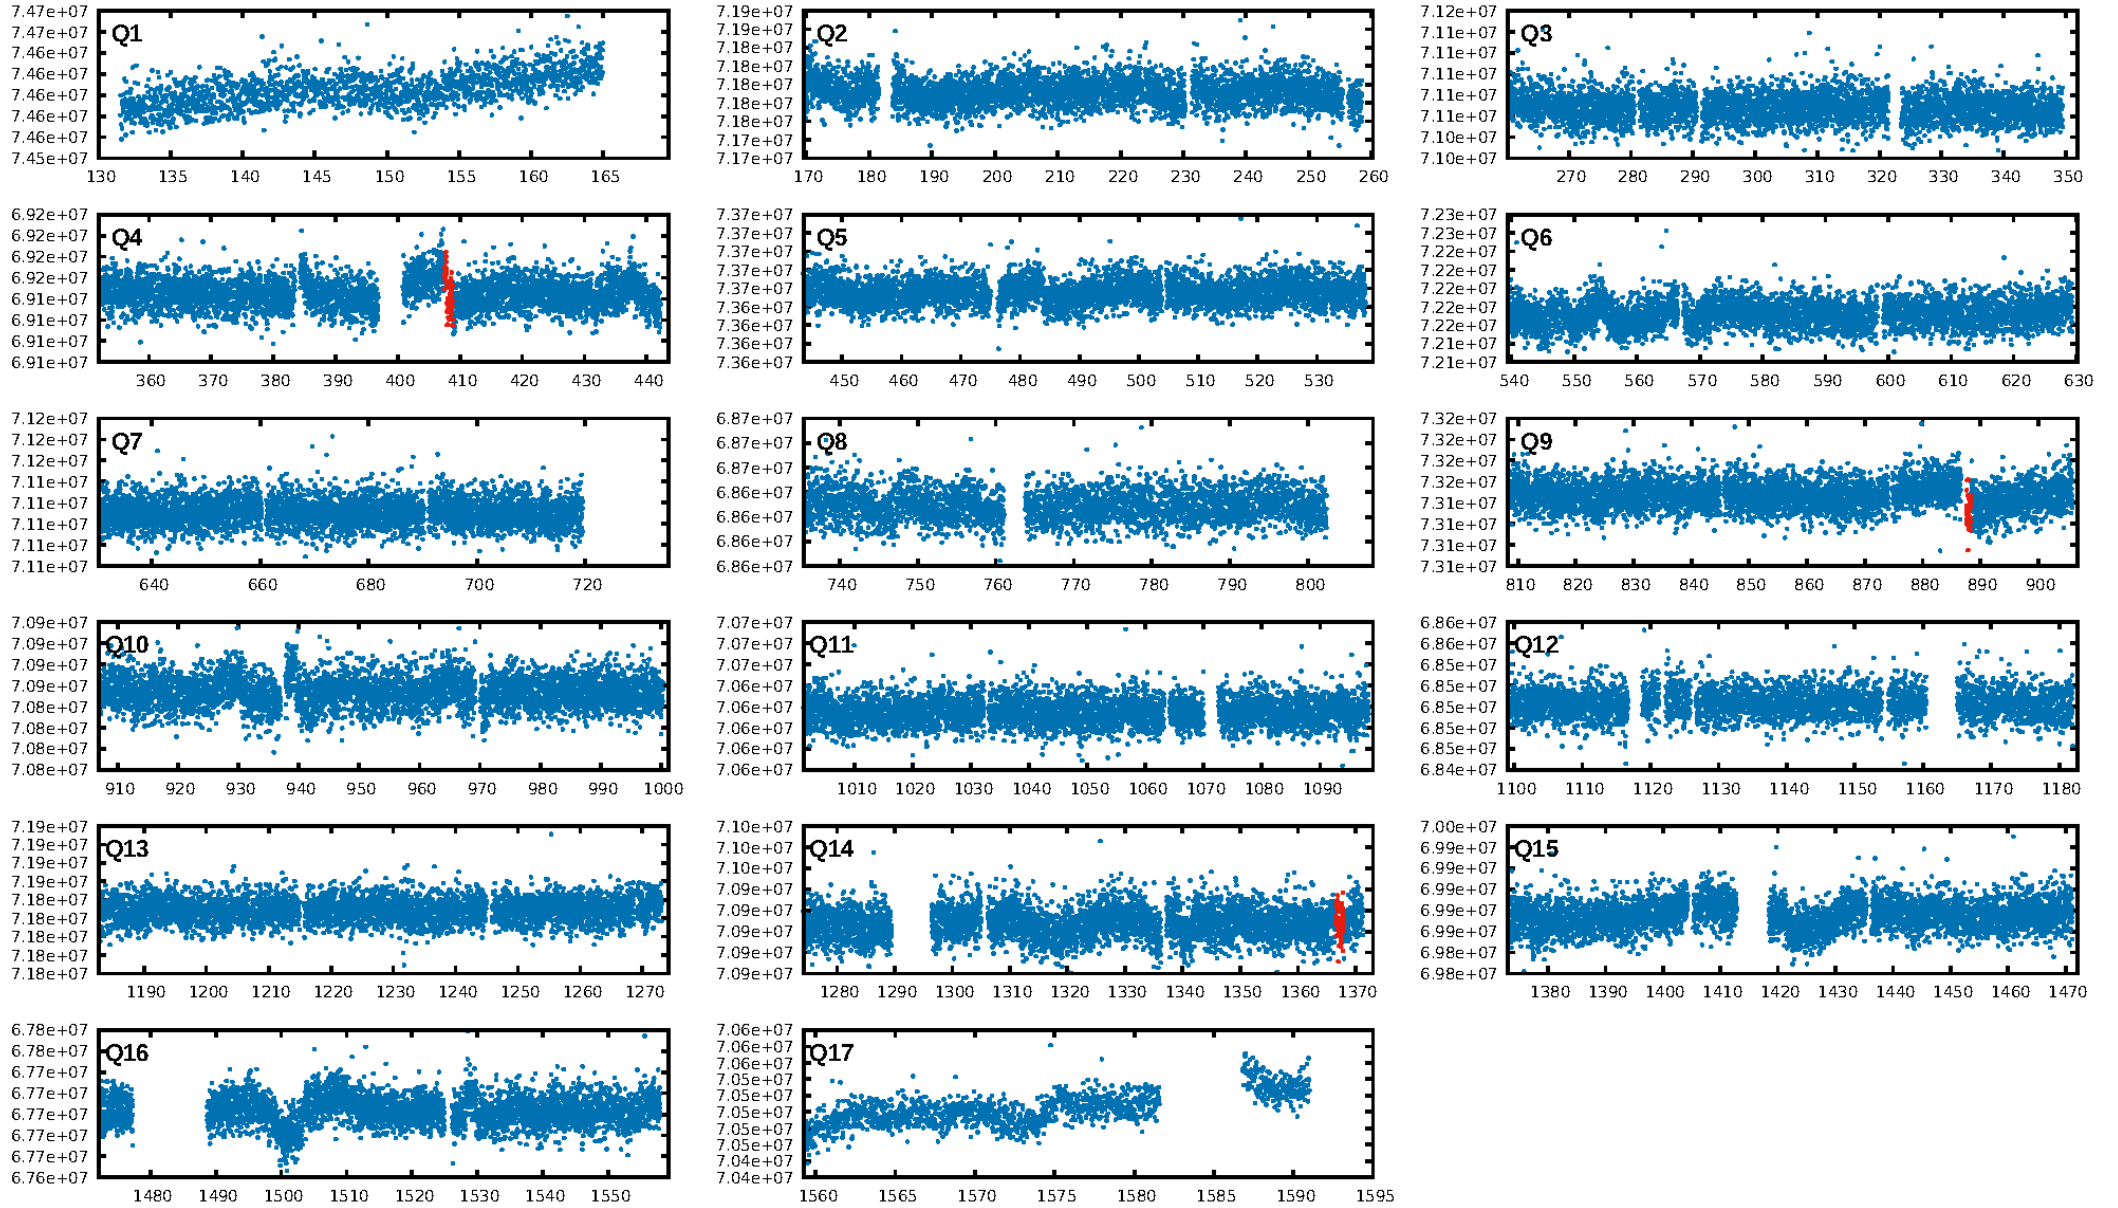 Q1
7.47e+07
7.47e+07
7.46e+07
7.46e+07
7.46e+07
7.46e+07
7.46e+07
7.45e+07
130 135 140 145 150 155 160 165
Q2
7.19e+07
7.18e+07
7.18e+07
7.18e+07
7.18e+07
7.18e+07
7.18e+07
7.17e+07
7.17e+07
170 180 190 200 210 220 230 240 250 260
Q3
7.12e+07
7.11e+07
7.11e+07
7.11e+07
7.11e+07
7.11e+07
7.10e+07
7.10e+07
270 280 290 300 310 320 330 340 350
Q4
6.92e+07
6.92e+07
6.92e+07
6.92e+07
6.91e+07
6.91e+07
6.91e+07
6.91e+07
360 370 380 390 400 410 420 430 440
Q5
7.37e+07
7.37e+07
7.37e+07
7.37e+07
7.37e+07
7.36e+07
7.36e+07
7.36e+07
7.36e+07
450 460 470 480 490 500 510 520 530
Q6
7.23e+07
7.23e+07
7.22e+07
7.22e+07
7.22e+07
7.22e+07
7.22e+07
7.21e+07
7.21e+07
540 550 560 570 580 590 600 610 620 630
Q7
7.12e+07
7.12e+07
7.12e+07
7.11e+07
7.11e+07
7.11e+07
7.11e+07
7.11e+07
640 660 680 700 720
Q8
6.87e+07
6.87e+07
6.87e+07
6.86e+07
6.86e+07
6.86e+07
6.86e+07
740 750 760 770 780 790 800
Q9
7.32e+07
7.32e+07
7.32e+07
7.32e+07
7.31e+07
7.31e+07
7.31e+07
7.31e+07
810 820 830 840 850 860 870 880 890 900
Q10
7.09e+07
7.09e+07
7.09e+07
7.09e+07
7.08e+07
7.08e+07
7.08e+07
7.08e+07
910 920 930 940 950 960 970 980 990 1000
Q11
7.07e+07
7.07e+07
7.07e+07
7.06e+07
7.06e+07
7.06e+07
7.06e+07
7.06e+07
1010 1020 1030 1040 1050 1060 1070 1080 1090
Q12
6.86e+07
6.86e+07
6.85e+07
6.85e+07
6.85e+07
6.85e+07
6.85e+07
6.84e+07
1100 1110 1120 1130 1140 1150 1160 1170 1180
Q13
7.19e+07
7.19e+07
7.19e+07
7.19e+07
7.18e+07
7.18e+07
7.18e+07
7.18e+07
7.18e+07
1190 1200 1210 1220 1230 1240 1250 1260 1270
Q14
7.10e+07
7.10e+07
7.10e+07
7.09e+07
7.09e+07
7.09e+07
7.09e+07
7.09e+07
1280 1290 1300 1310 1320 1330 1340 1350 1360 1370
Q15
7.00e+07
6.99e+07
6.99e+07
6.99e+07
6.99e+07
6.99e+07
6.98e+07
6.98e+07
1380 1390 1400 1410 1420 1430 1440 1450 1460 1470
Q16
6.78e+07
6.78e+07
6.77e+07
6.77e+07
6.77e+07
6.77e+07
6.77e+07
6.76e+07
1480 1490 1500 1510 1520 1530 1540 1550
Q17
7.06e+07
7.06e+07
7.05e+07
7.05e+07
7.05e+07
7.05e+07
7.05e+07
7.05e+07
7.04e+07
7.04e+07
1560 1565 1570 1575 1580 1585 1590 1595